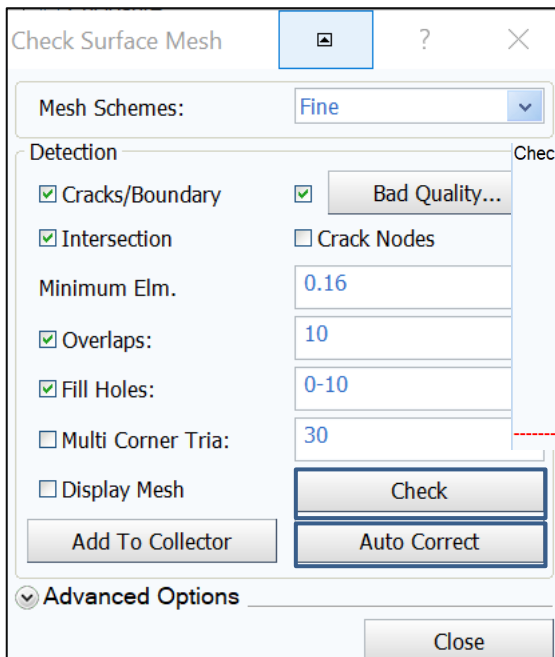 Check Surface Mesh ?
Mesh Schemes: Fine
Detection
Chec
Cracks/Boundary Bad Quality...
Intersection Crack Nodes
Minimum Elm. 0.16
Overlaps: 10
Fill Holes: 0-10
Multi Corner Tria: 30
Display Mesh Check
Add To Collector Auto Correct
Advanced Options
Close